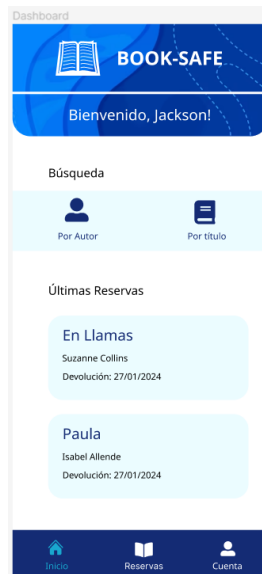 Dashboard
BOOK-SAFE
Bienvenido, Jackson!
Búsqueda
Por Autor
Por título
Últimas Reservas
En Llamas
Suzanne Collins
Devolución: 27/01/2024
Paula
Isabel Allende
Devolución: 27/01/2024
Inicio
Reservas
Cuenta